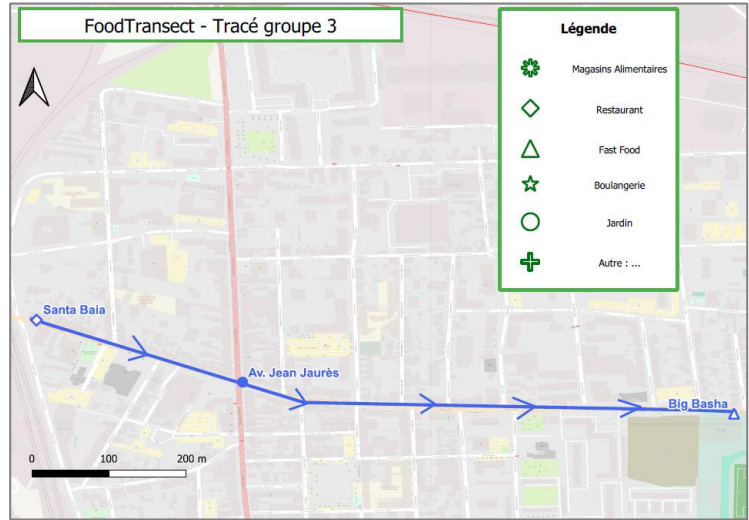 FoodTransect - Tracé groupe 3
Légende
Magasins Alimentaires
Restaurant
Fast Food
Boulangerie
Jardin
Autre : ...
Santa Baia
Av. Jean Jaurès
Big Basha
0 100 200 m